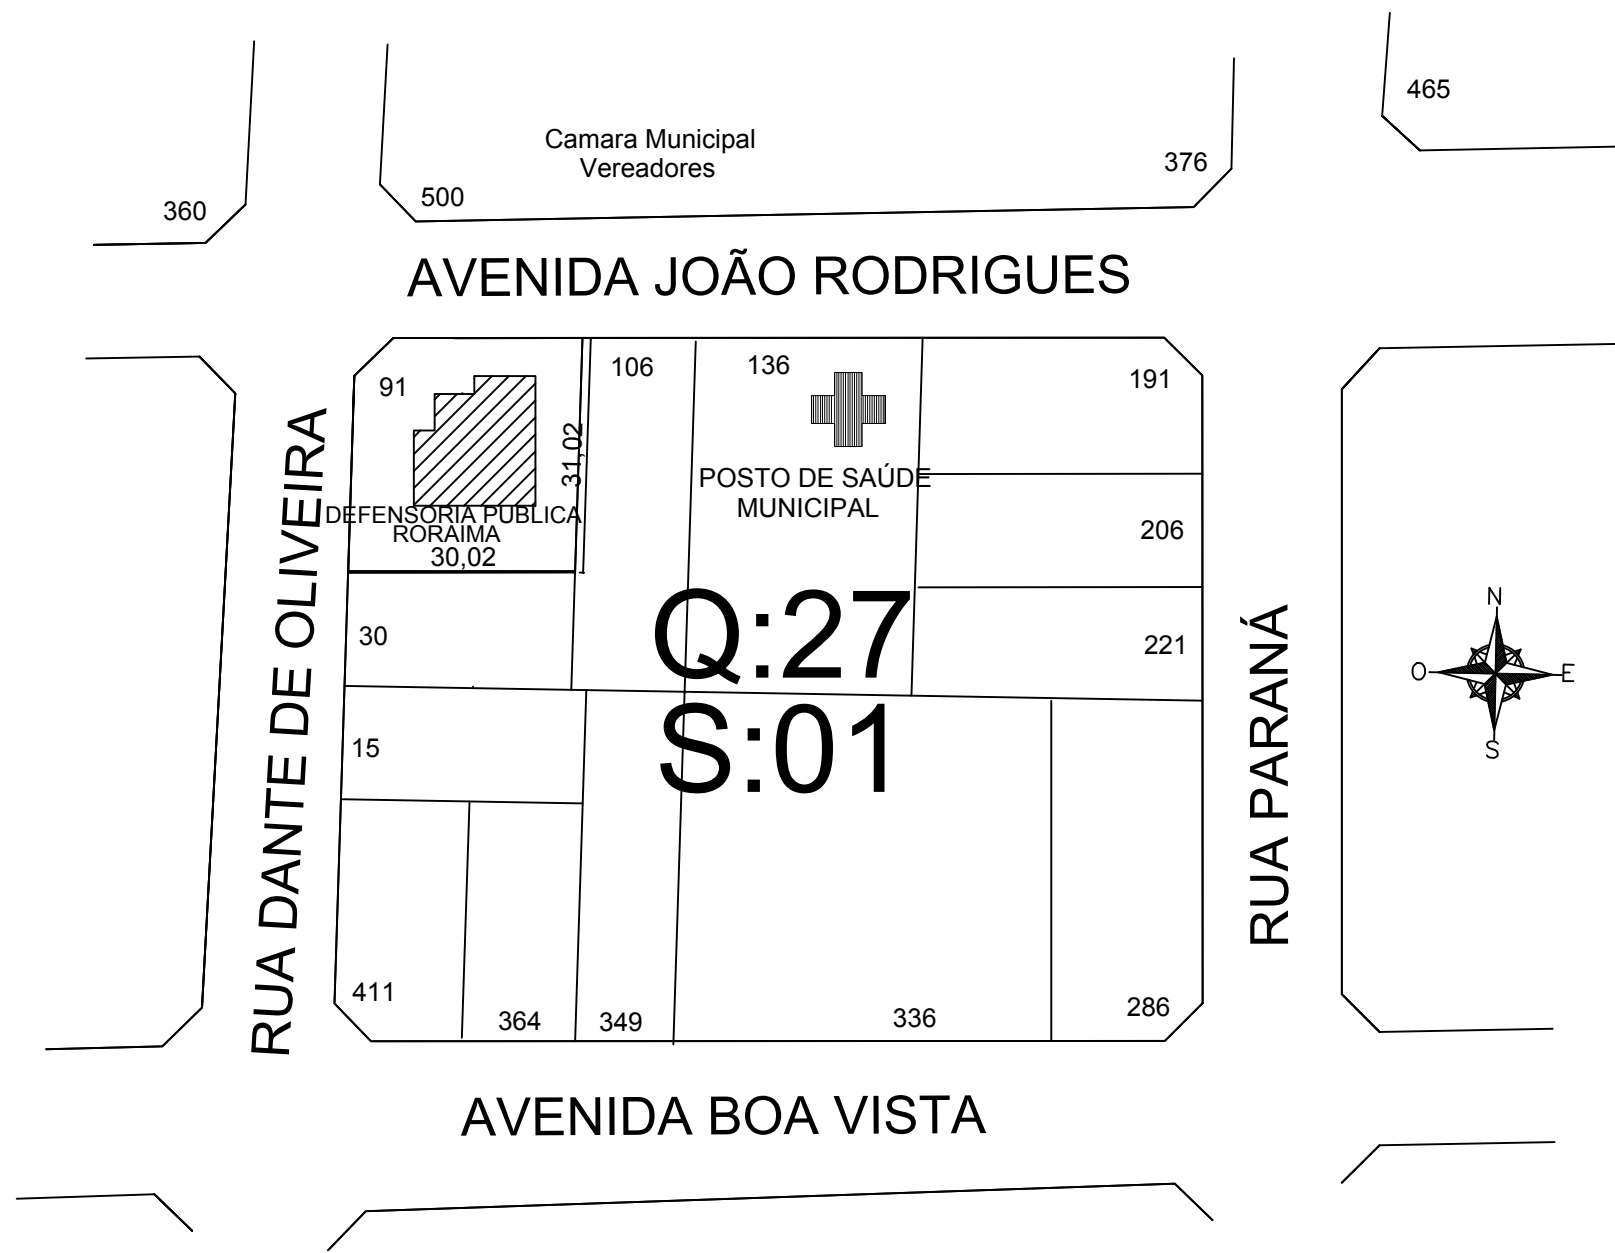 465
Camara Municipal
Vereadores
376
500
360
AVENIDA JOÃO RODRIGUES
91
106
136
191
31,02
POSTO DE SAÚDE
MUNICIPAL
DEFENSORIA PUBLICA
RORAIMA
30,02
206
RUA DANTE DE OLIVEIRA
30
Q:27
S:01
221
RUA PARANÁ
N
O
E
S
15
411
364
349
336
286
AVENIDA BOA VISTA